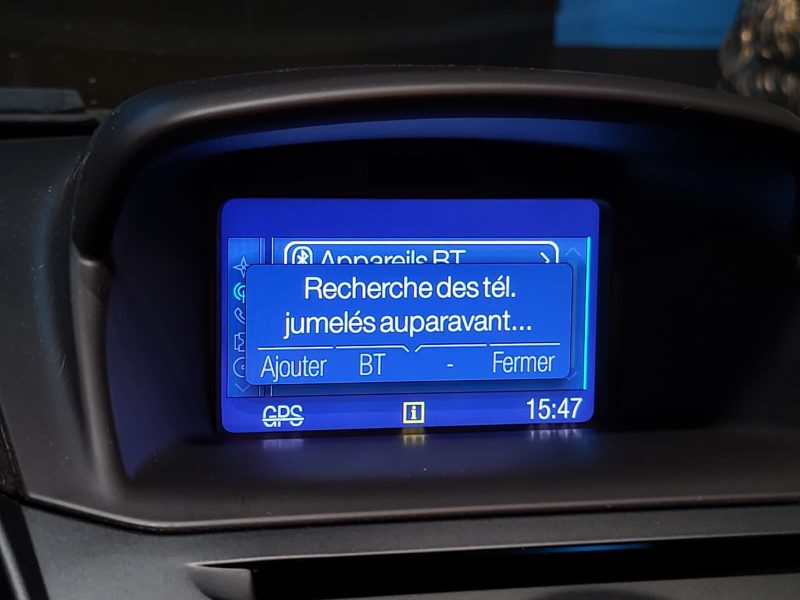 Appareils BT
Recherche des tél.
jumelés auparavant...
Ajouter BT - Fermer
GPS i 15:47